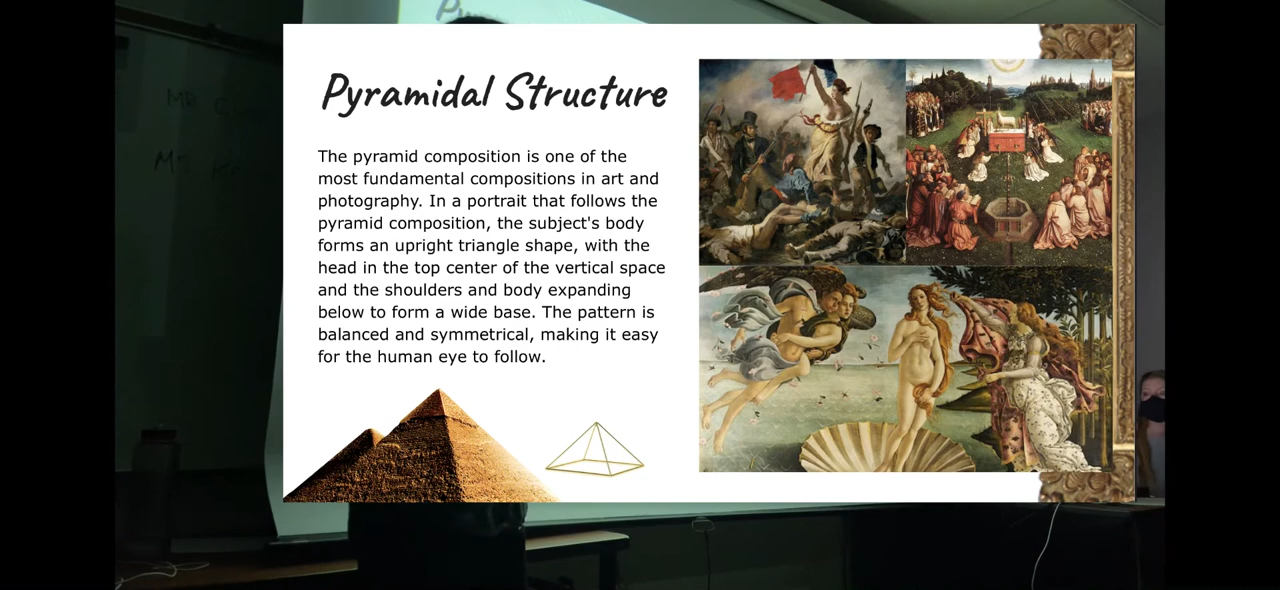 Pyramidal Structure
The pyramid composition is one of the
most fundamental compositions in art and
photography. In a portrait that follows the
pyramid composition, the subject's body
forms an upright triangle shape, with the
head in the top center of the vertical space
and the shoulders and body expanding
below to form a wide base. The pattern is
balanced and symmetrical, making it easy
for the human eye to follow.